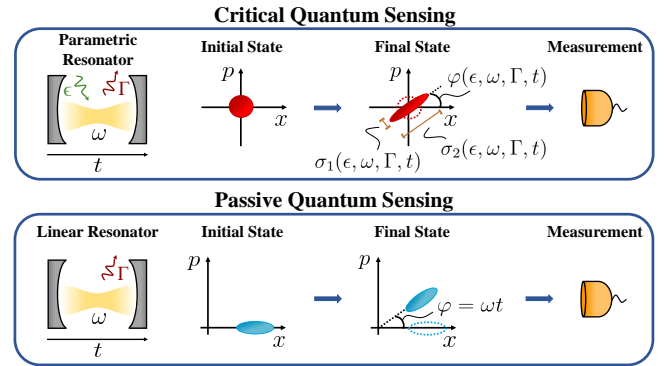 Critical Quantum Sensing
Parametric Resonator
Initial State
Final State
Measurement
ϵ
Γ
ω
t
p
x
p
x
φ(ϵ, ω, Γ, t)
σ₁(ϵ, ω, Γ, t)
σ₂(ϵ, ω, Γ, t)
Passive Quantum Sensing
Linear Resonator
Initial State
Final State
Measurement
Γ
ω
t
p
x
p
x
φ = ωt